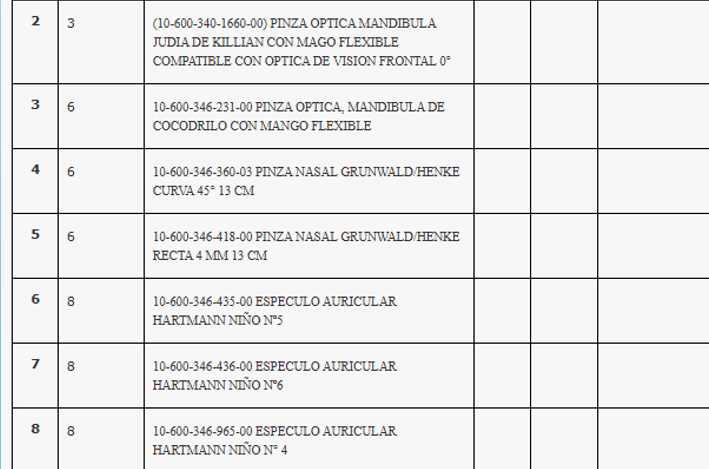 2 3 (10-600-340-1660-00) PINZA OPTICA MANDIBULA
JUDIA DE KILLIAN CON MAGO FLEXIBLE
COMPATIBLE CON OPTICA DE VISION FRONTAL 0°
3 6 10-600-346-231-00 PINZA OPTICA, MANDIBULA DE
COCODRILO CON MANGO FLEXIBLE
4 6 10-600-346-360-03 PINZA NASAL GRUNWALD/HENKE
CURVA 45° 13 CM
5 6 10-600-346-418-00 PINZA NASAL GRUNWALD/HENKE
RECTA 4 MM 13 CM
6 8 10-600-346-435-00 ESPECULO AURICULAR
HARTMANN NIÑO Nº5
7 8 10-600-346-436-00 ESPECULO AURICULAR
HARTMANN NIÑO Nº6
8 8 10-600-346-965-00 ESPECULO AURICULAR
HARTMANN NIÑO N° 4